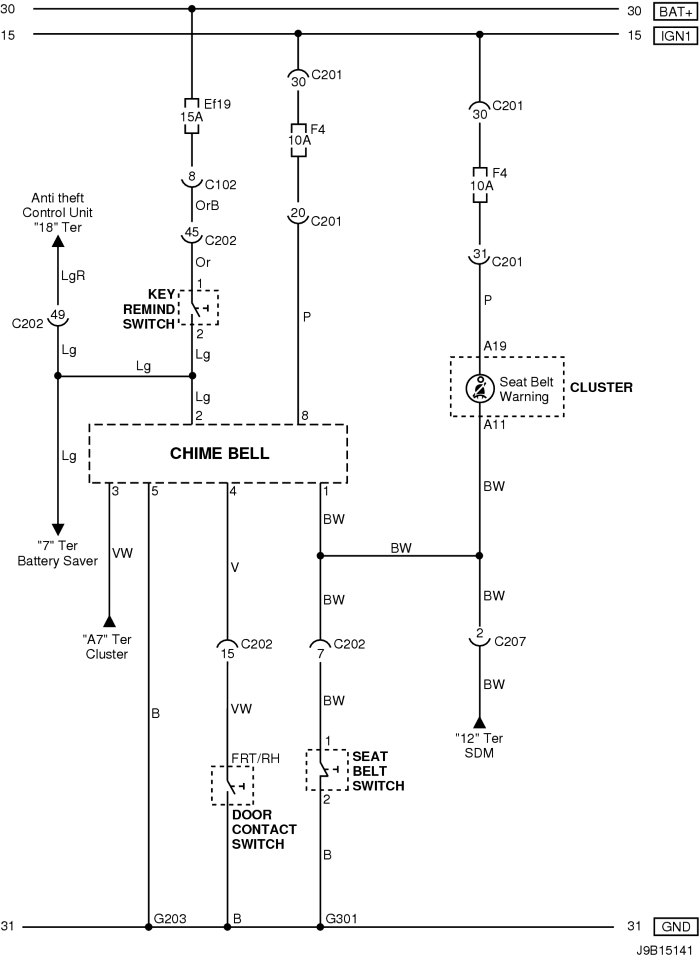 30
30
BAT+
15
15
IGN1
30
C201
Ef19
15A
C201
30
F4
10A
F4
10A
8
C102
OrB
Anti theft
Control Unit
"18" Ter
20
C201
45
C202
31
C201
Or
LgR
1
KEY
REMIND
SWITCH
2
P
P
C202
49
Lg
Lg
Lg
A19
Seat Belt
Warning
CLUSTER
A11
Lg
2
8
CHIME BELL
Lg
3
5
4
1
BW
BW
"7" Ter
Battery Saver
VW
V
BW
BW
BW
"A7" Ter
Cluster
15
C202
7
C202
2
C207
BW
B
VW
BW
"12" Ter
SDM
FRT/RH
1
SEAT
BELT
SWITCH
2
DOOR
CONTACT
SWITCH
B
31
G203
B
G301
31
GND
J9B15141